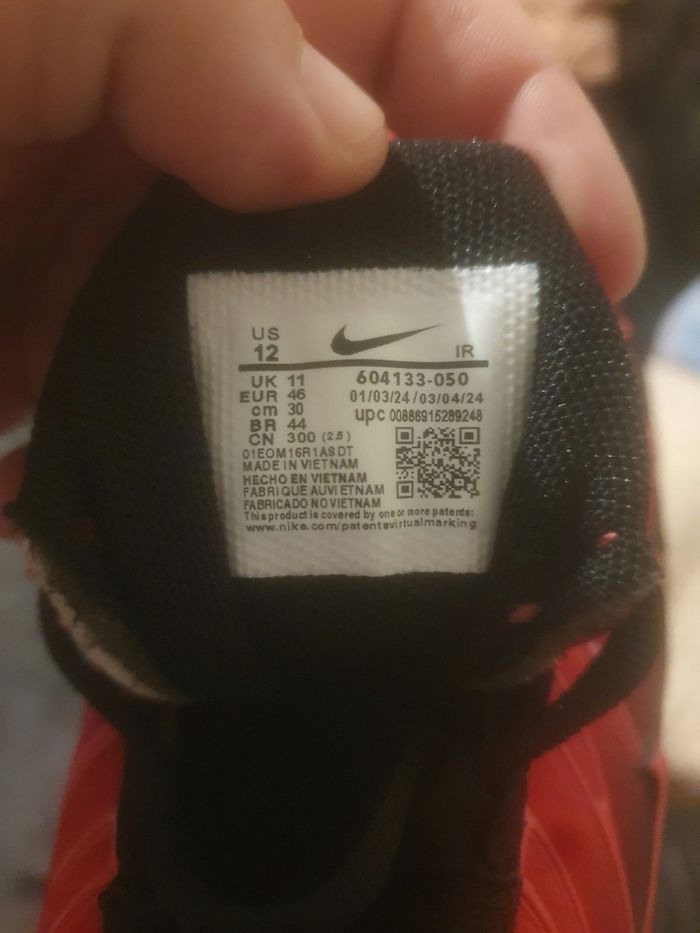 US
12
IR
UK 11
EUR 46
cm 30
BR 44
CN 300 (2.5)
604133-050
01/03/24 / 03/04/24
upc 00886915289248
01EOM16R1ASDT
MADE IN VIETNAM
HECHO EN VIETNAM
FABRIQUE AUVIETNAM
FABRICADO NO VIETNAM
This product is covered by one or more patents:
www.nike.com/patentsvirtualmarking